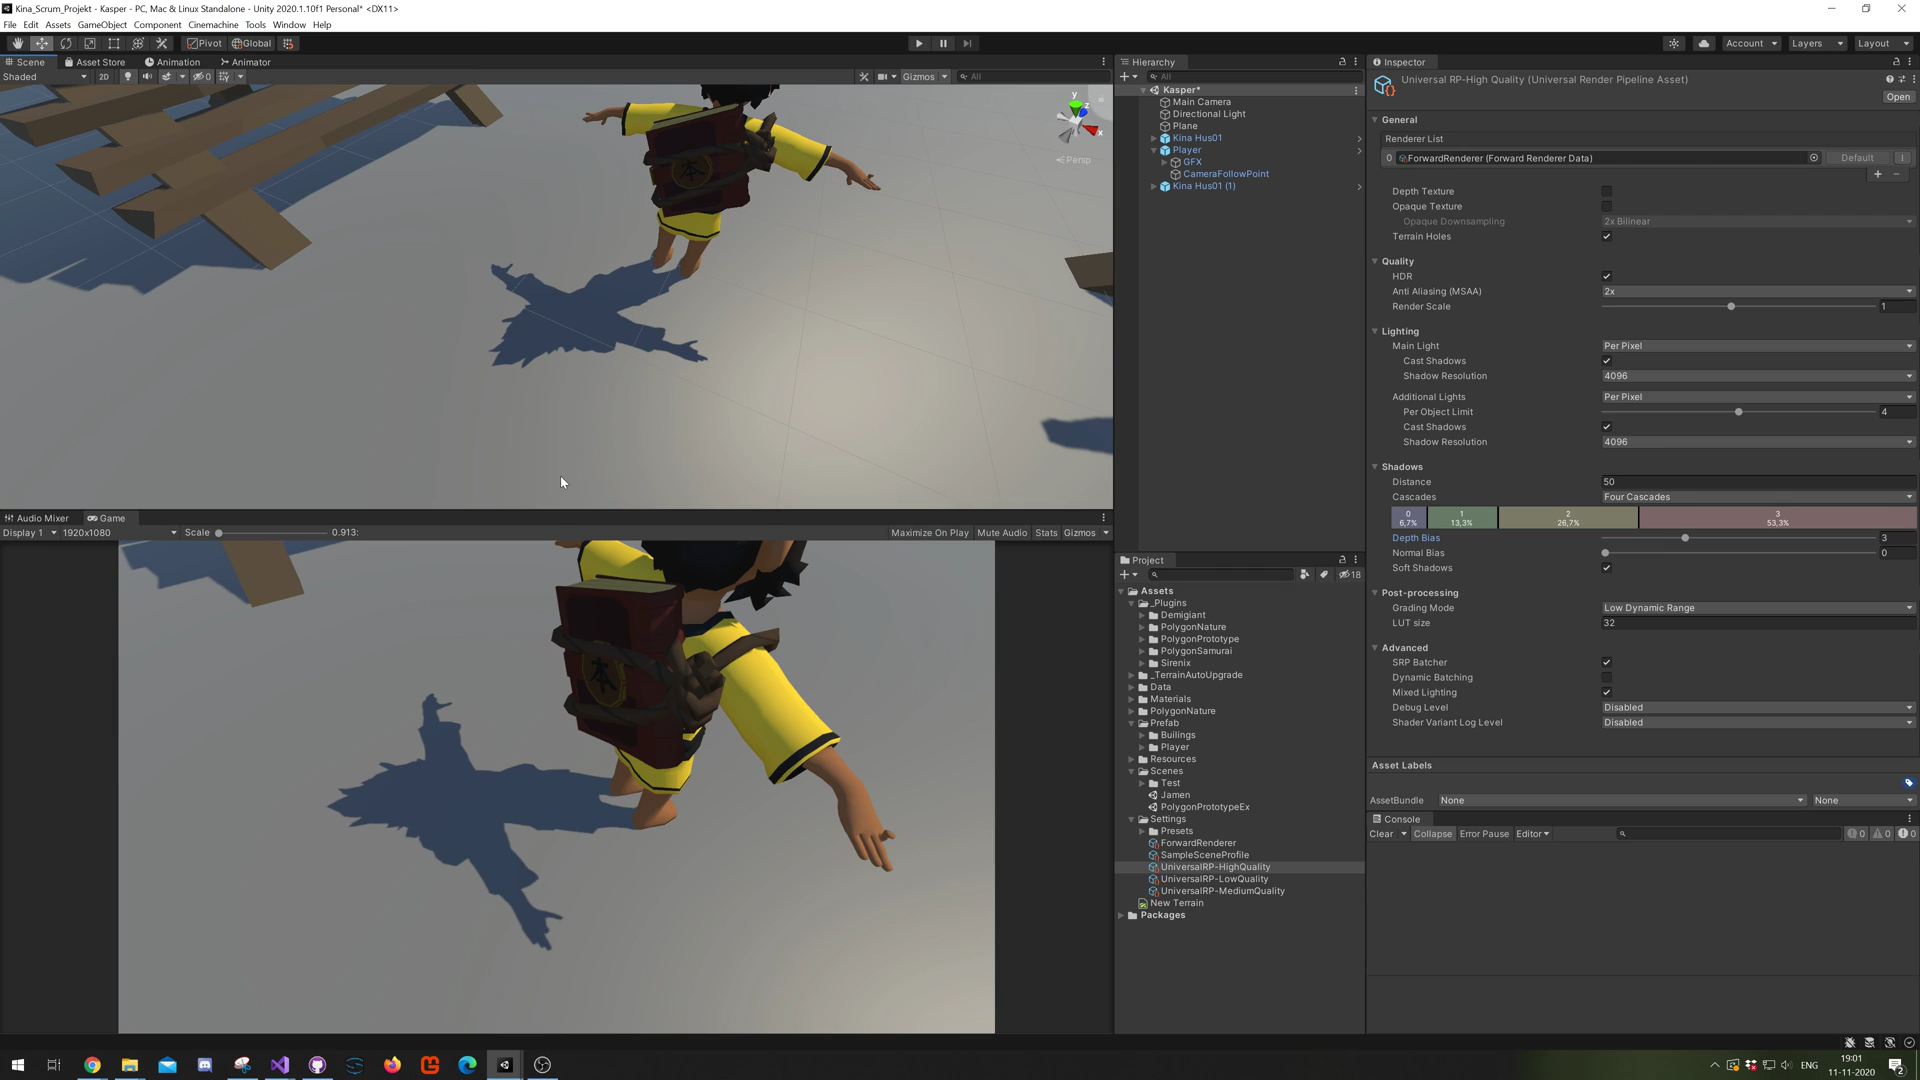 Kina_Scrum_Projekt - Kasper - PC, Mac & Linux Standalone - Unity 2020.1.10f1 Personal* <DX11>
File Edit Assets GameObject Component Cinemachine Tools Window Help
Pivot Global Account Layers Layout
Scene Asset Store Animation Animator
Shaded 2D 0 Gizmos All
y z x
Persp
Audio Mixer Game
Display 1 1920x1080 Scale 0.913: Maximize On Play Mute Audio Stats Gizmos
本
本
Hierarchy
All
Kasper*
Main Camera
Directional Light
Plane
Kina Hus01
Player
GFX
CameraFollowPoint
Kina Hus01 (1)
Project
18
Assets
_Plugins
Demigiant
PolygonNature
PolygonPrototype
PolygonSamurai
Sirenix
_TerrainAutoUpgrade
Data
Materials
PolygonNature
Prefab
Builings
Player
Resources
Scenes
Test
Jamen
PolygonPrototypeEx
Settings
Presets
ForwardRenderer
SampleSceneProfile
UniversalRP-HighQuality
UniversalRP-LowQuality
UniversalRP-MediumQuality
New Terrain
Packages
Inspector
Universal RP-High Quality (Universal Render Pipeline Asset)
Open
General
Renderer List
0 ForwardRenderer (Forward Renderer Data) Default
Depth Texture
Opaque Texture
Opaque Downsampling 2x Bilinear
Terrain Holes
Quality
HDR
Anti Aliasing (MSAA) 2x
Render Scale 1
Lighting
Main Light Per Pixel
Cast Shadows
Shadow Resolution 4096
Additional Lights Per Pixel
Per Object Limit 4
Cast Shadows
Shadow Resolution 4096
Shadows
Distance 50
Cascades Four Cascades
0 1 2 3
6,7% 13,3% 26,7% 53,3%
Depth Bias 3
Normal Bias 0
Soft Shadows
Post-processing
Grading Mode Low Dynamic Range
LUT size 32
Advanced
SRP Batcher
Dynamic Batching
Mixed Lighting
Debug Level Disabled
Shader Variant Log Level Disabled
Asset Labels
AssetBundle None None
Console
Clear Collapse Error Pause Editor 0 0 0
ENG 19:01
11-11-2020 2